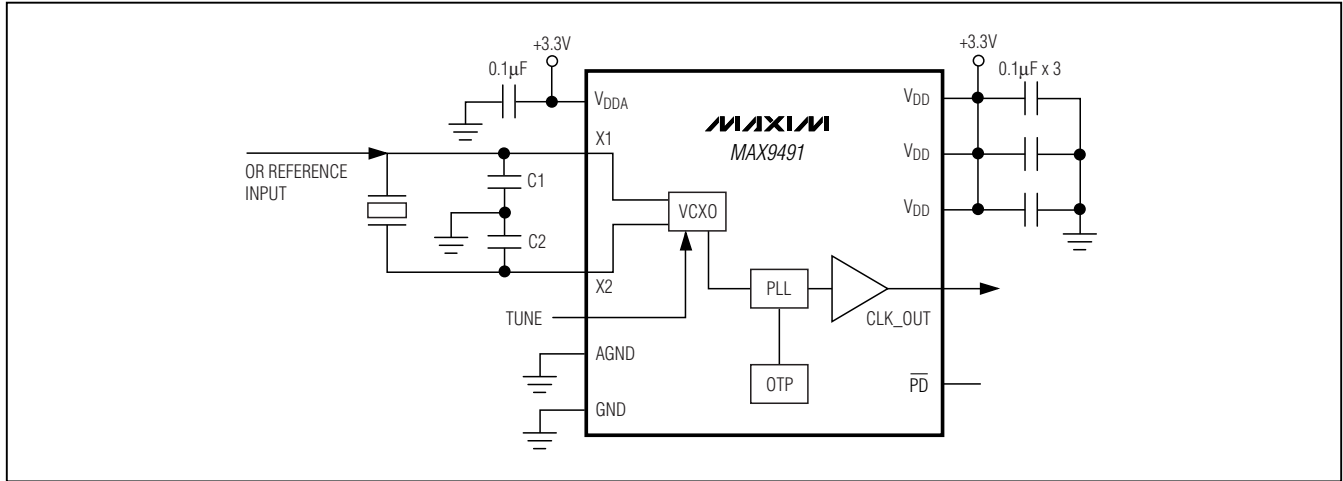 +3.3V
0.1µF
VDDA
X1
OR REFERENCE
INPUT
C1
C2
X2
TUNE
AGND
GND
MAXIM
MAX9491
VCXO
PLL
OTP
+3.3V
0.1µF x 3
VDD
VDD
VDD
CLK_OUT
PD